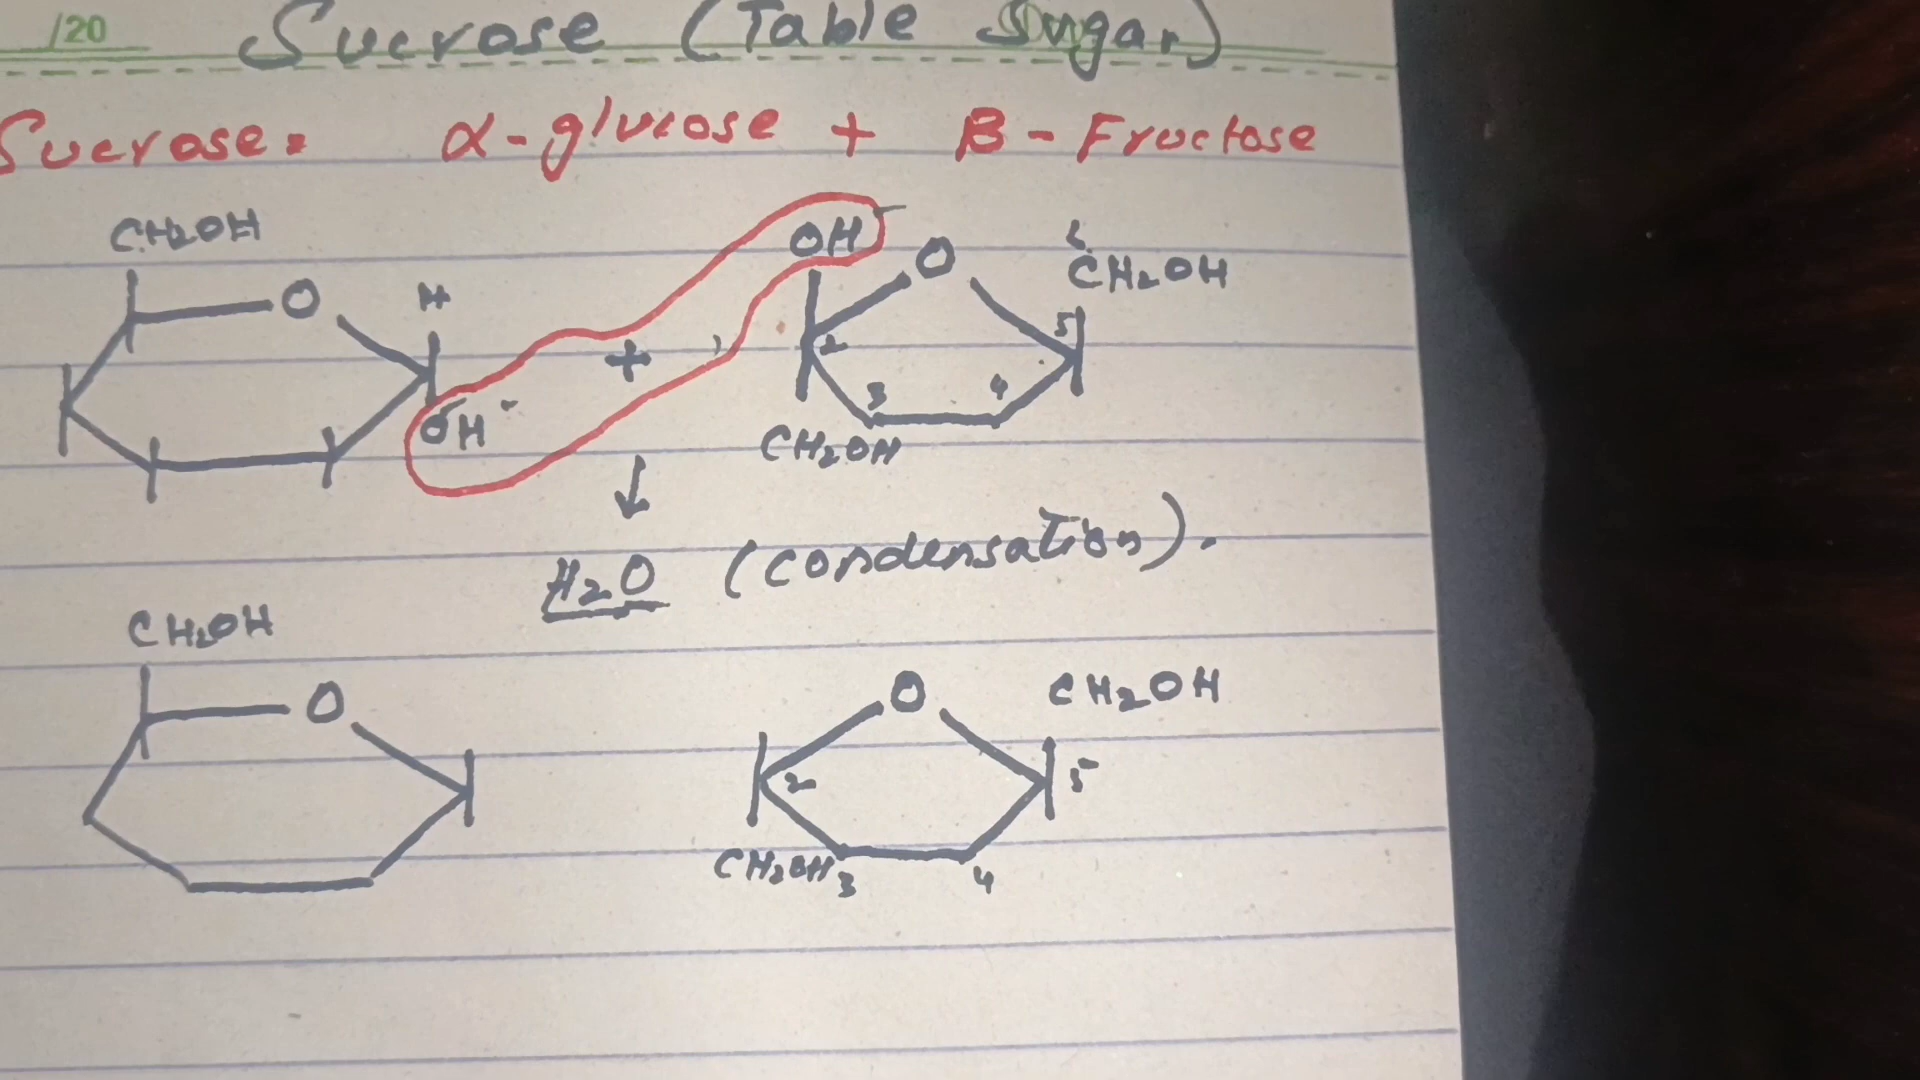 /20
Sucrose (Table Sugar)
Sucrose = α-glucose + β-Fructose
CH2OH
OH
O
6
CH2OH
O
H
5
2
+
3
4
OH
CH2OH
↓
H2O (condensation).
CH2OH
O
O
CH2OH
2
5
CH2OH
3
4